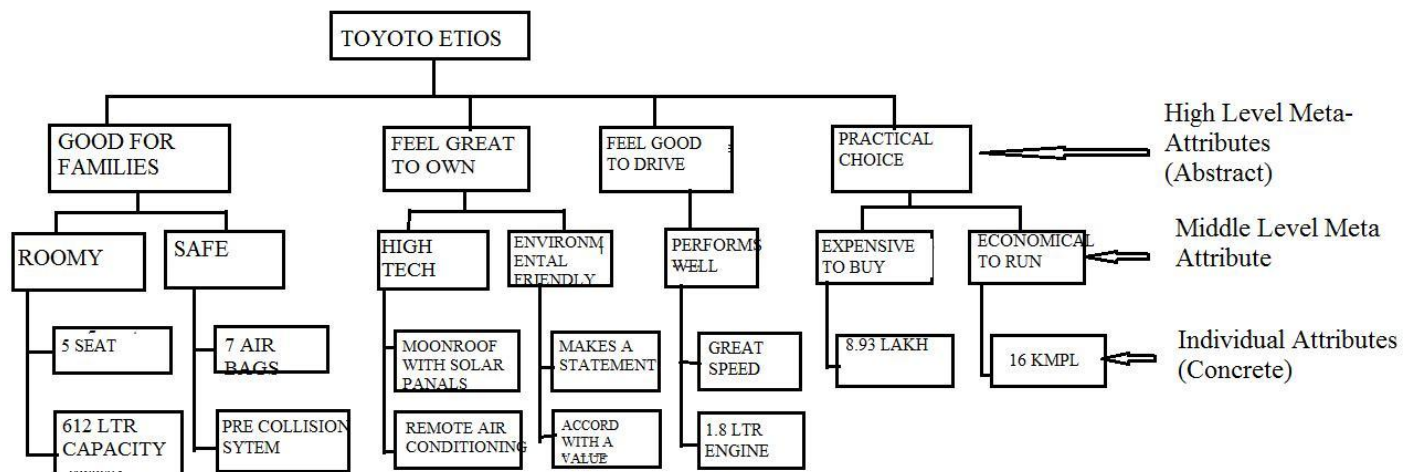 TOYOTO ETIOS
High Level Meta-
Attributes
(Abstract)
GOOD FOR
FAMILIES
FEEL GREAT
TO OWN
FEEL GOOD
TO DRIVE
PRACTICAL
CHOICE
Middle Level Meta
Attribute
ROOMY
SAFE
HIGH
TECH
ENVIRONM
ENTAL
FRIENDLY
PERFORMS
WELL
EXPENSIVE
TO BUY
ECONOMICAL
TO RUN
Individual Attributes
(Concrete)
5 SEAT
7 AIR
BAGS
MOONROOF
WITH SOLAR
PANALS
MAKES A
STATEMENT
GREAT
SPEED
8.93 LAKH
16 KMPL
612 LTR
CAPACITY
PRE COLLISION
SYTEM
REMOTE AIR
CONDITIONING
ACCORD
WITH A
VALUE
1.8 LTR
ENGINE